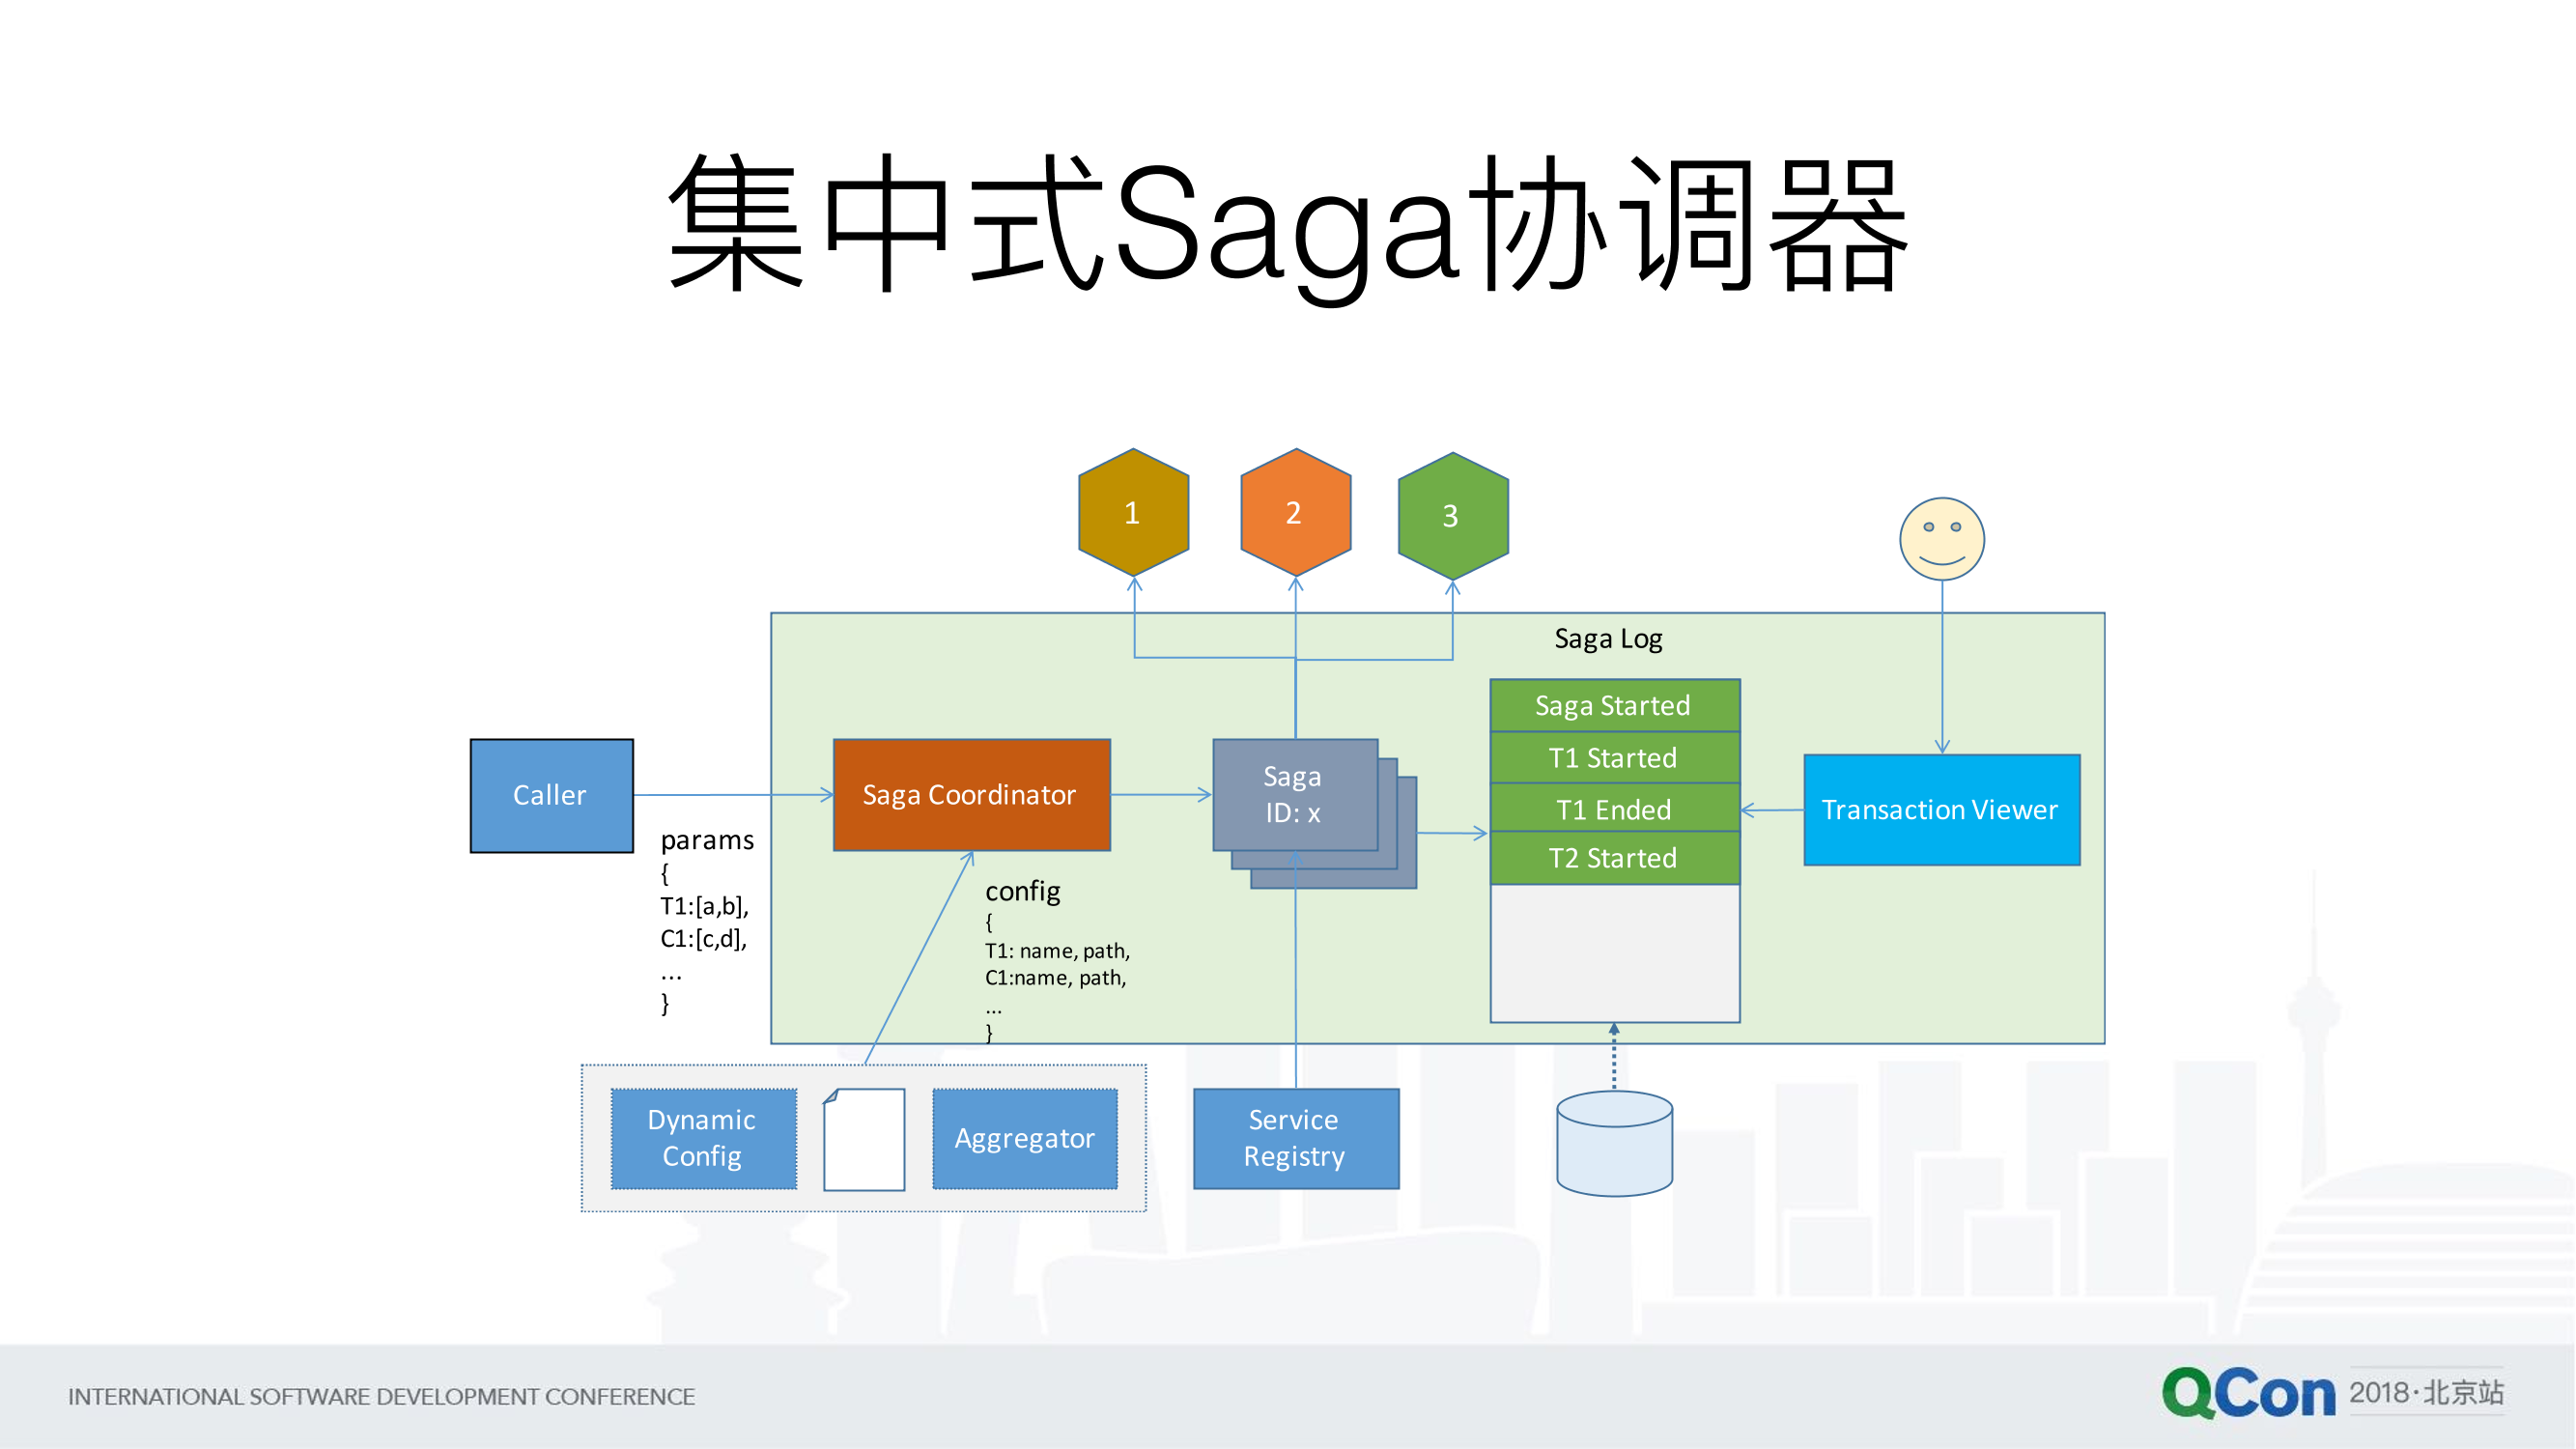 集中式Saga协调器
1
2
3
Saga Log
Saga Started
T1 Started
T1 Ended
T2 Started
Caller
Saga Coordinator
Saga
ID: x
Transaction Viewer
params
{
T1:[a,b],
C1:[c,d],
...
}
config
{
T1: name, path,
C1:name, path,
...
}
Dynamic
Config
Aggregator
Service
Registry
INTERNATIONAL SOFTWARE DEVELOPMENT CONFERENCE
QCon 2018·北京站